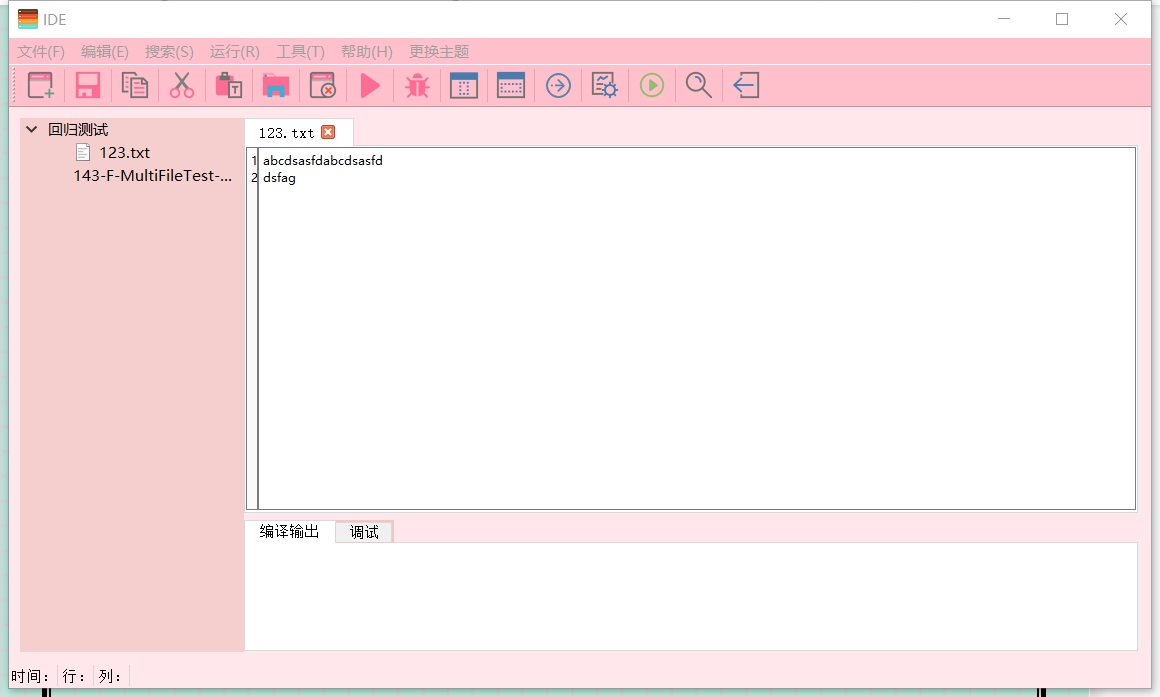 IDE
文件(F) 编辑(E) 搜索(S) 运行(R) 工具(T) 帮助(H) 更换主题
回归测试
123.txt
143-F-MultiFileTest-...
123.txt
1 abcdsasfdabcdsasfd
2 dsfag
编译输出 调试
时间： 行： 列：